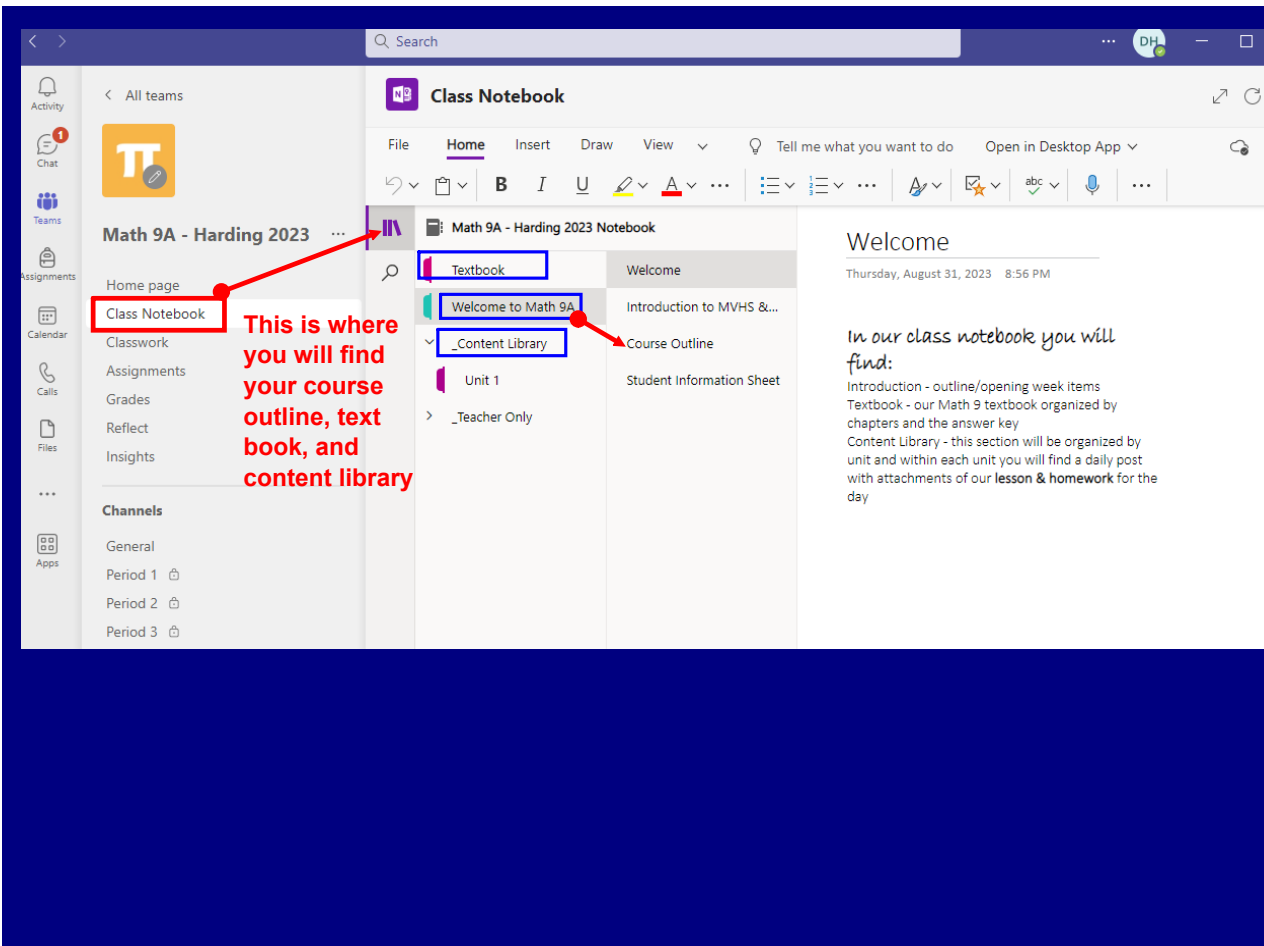 Search
DH
Activity
Chat
1
Teams
Assignments
Calendar
Calls
Files
Apps
All teams
Math 9A - Harding 2023
Home page
Class Notebook
Classwork
Assignments
Grades
Reflect
Insights
Channels
General
Period 1
Period 2
Period 3
This is where
you will find
your course
outline, text
book, and
content library
Class Notebook
File Home Insert Draw View Tell me what you want to do Open in Desktop App
B I U A abc
Math 9A - Harding 2023 Notebook
Textbook
Welcome to Math 9A
_Content Library
Unit 1
_Teacher Only
Welcome
Introduction to MVHS &...
Course Outline
Student Information Sheet
Welcome
Thursday, August 31, 2023 8:56 PM
In our class notebook you will
find:
Introduction - outline/opening week items
Textbook - our Math 9 textbook organized by
chapters and the answer key
Content Library - this section will be organized by
unit and within each unit you will find a daily post
with attachments of our lesson & homework for the
day